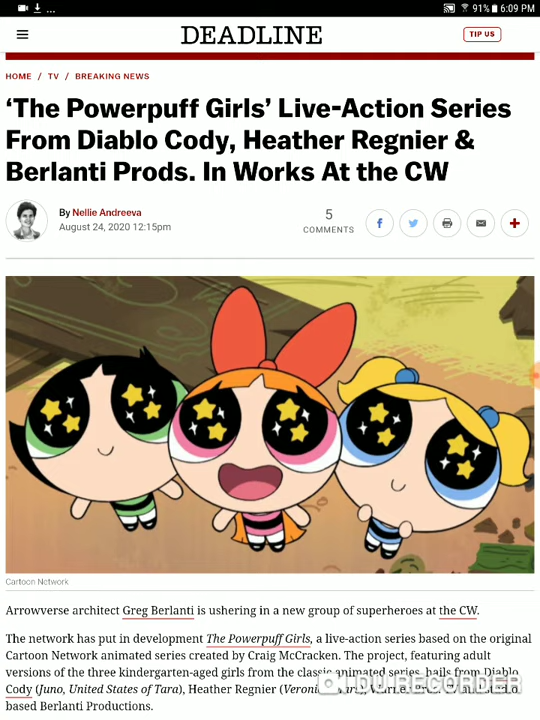 91% 6:09 PM
DEADLINE
TIP US
HOME / TV / BREAKING NEWS
‘The Powerpuff Girls’ Live-Action Series
From Diablo Cody, Heather Regnier &
Berlanti Prods. In Works At the CW
By Nellie Andreeva
August 24, 2020 12:15pm
5
COMMENTS
Cartoon Network
Arrowverse architect Greg Berlanti is ushering in a new group of superheroes at the CW.
The network has put in development The Powerpuff Girls, a live-action series based on the original
Cartoon Network animated series created by Craig McCracken. The project, featuring adult
versions of the three kindergarten-aged girls from the classic animated series, hails from Diablo
Cody (Juno, United States of Tara), Heather Regnier
DU RECORDER
based Berlanti Productions.